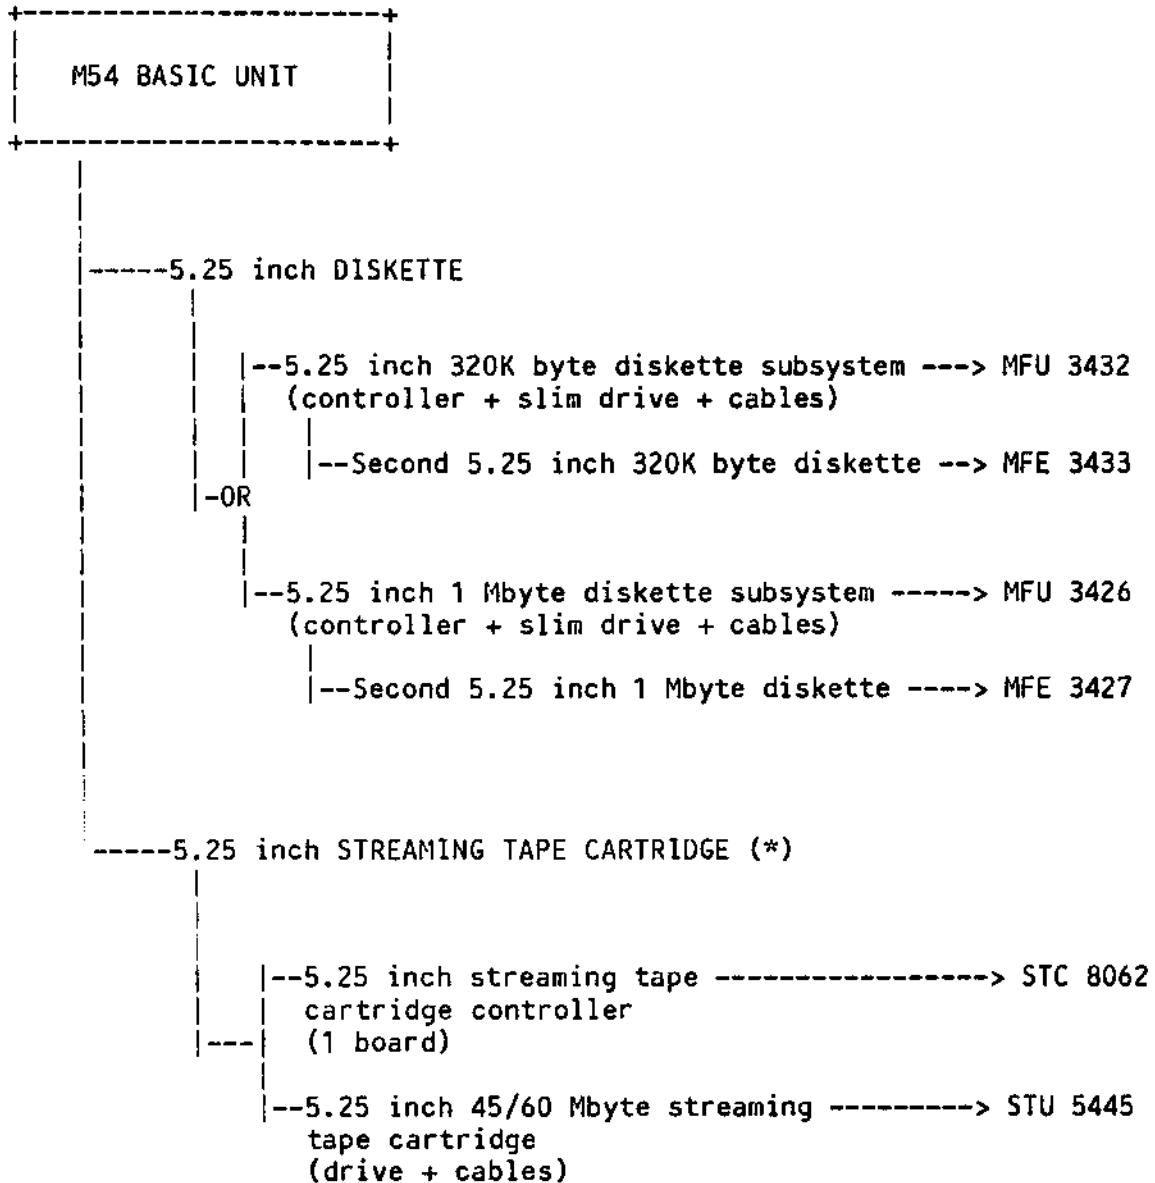 M54 BASIC UNIT
-----5.25 inch DISKETTE
--5.25 inch 320K byte diskette subsystem ---> MFU 3432
(controller + slim drive + cables)
--Second 5.25 inch 320K byte diskette --> MFE 3433
-OR
--5.25 inch 1 Mbyte diskette subsystem -----> MFU 3426
(controller + slim drive + cables)
--Second 5.25 inch 1 Mbyte diskette ----> MFE 3427
-----5.25 inch STREAMING TAPE CARTRIDGE (*)
--5.25 inch streaming tape -----------------> STC 8062
cartridge controller
(1 board)
--5.25 inch 45/60 Mbyte streaming ---------> STU 5445
tape cartridge
(drive + cables)